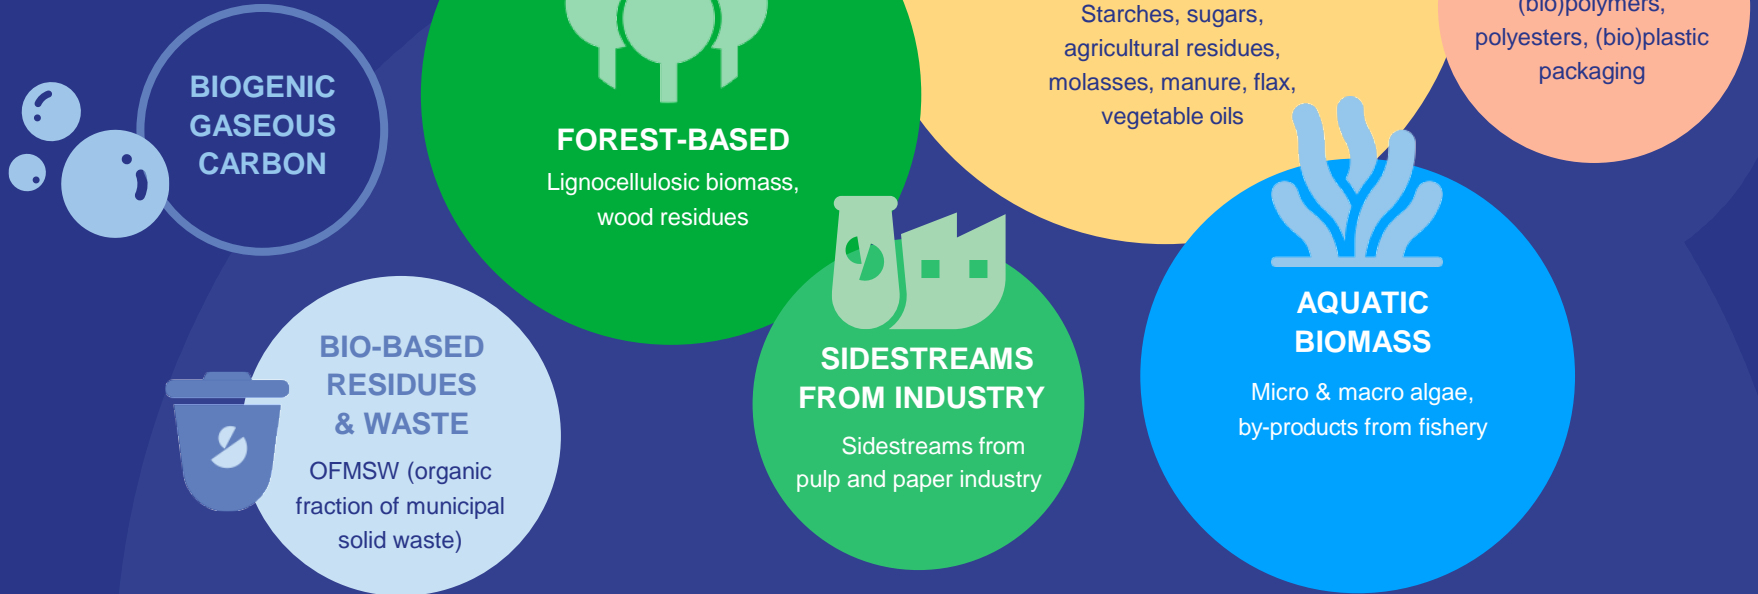 BIOGENIC
GASEOUS
CARBON
FOREST-BASED
Lignocellulosic biomass,
wood residues
Starches, sugars,
agricultural residues,
molasses, manure, flax,
vegetable oils
(bio)polymers,
polyesters, (bio)plastic
packaging
BIO-BASED
RESIDUES
& WASTE
OFMSW (organic
fraction of municipal
solid waste)
SIDESTREAMS
FROM INDUSTRY
Sidestreams from
pulp and paper industry
AQUATIC
BIOMASS
Micro & macro algae,
by-products from fishery